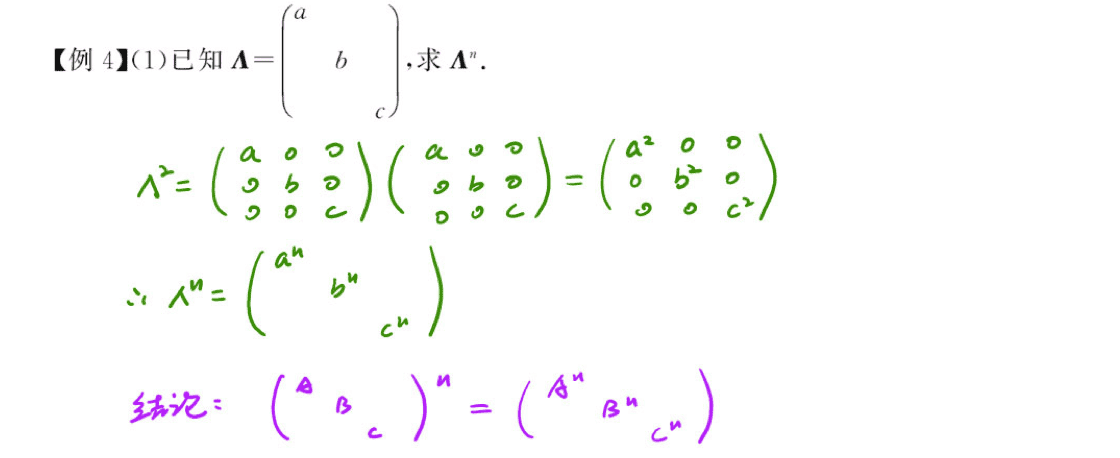 【例 4】(1)已知 Λ=(a b c),求 Λⁿ.
Λ²=(a 0 0 0 b 0 0 0 c)(a 0 0 0 b 0 0 0 c)=(a² 0 0 0 b² 0 0 0 c²)
∴ Λⁿ=(aⁿ bⁿ cⁿ)
结论: (A B C)ⁿ=(Aⁿ Bⁿ Cⁿ)